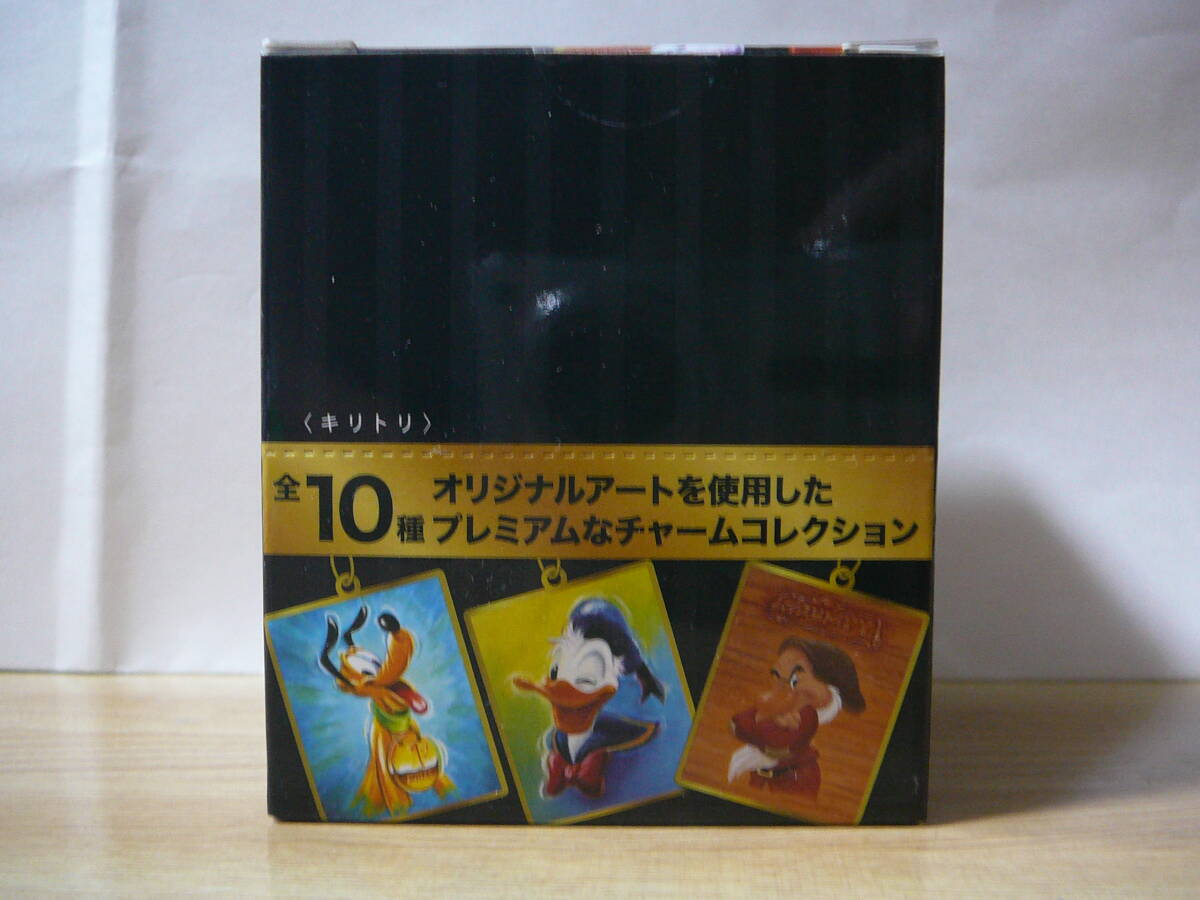 〈キリトリ〉
全10種
オリジナルアートを使用した
プレミアムなチャームコレクション